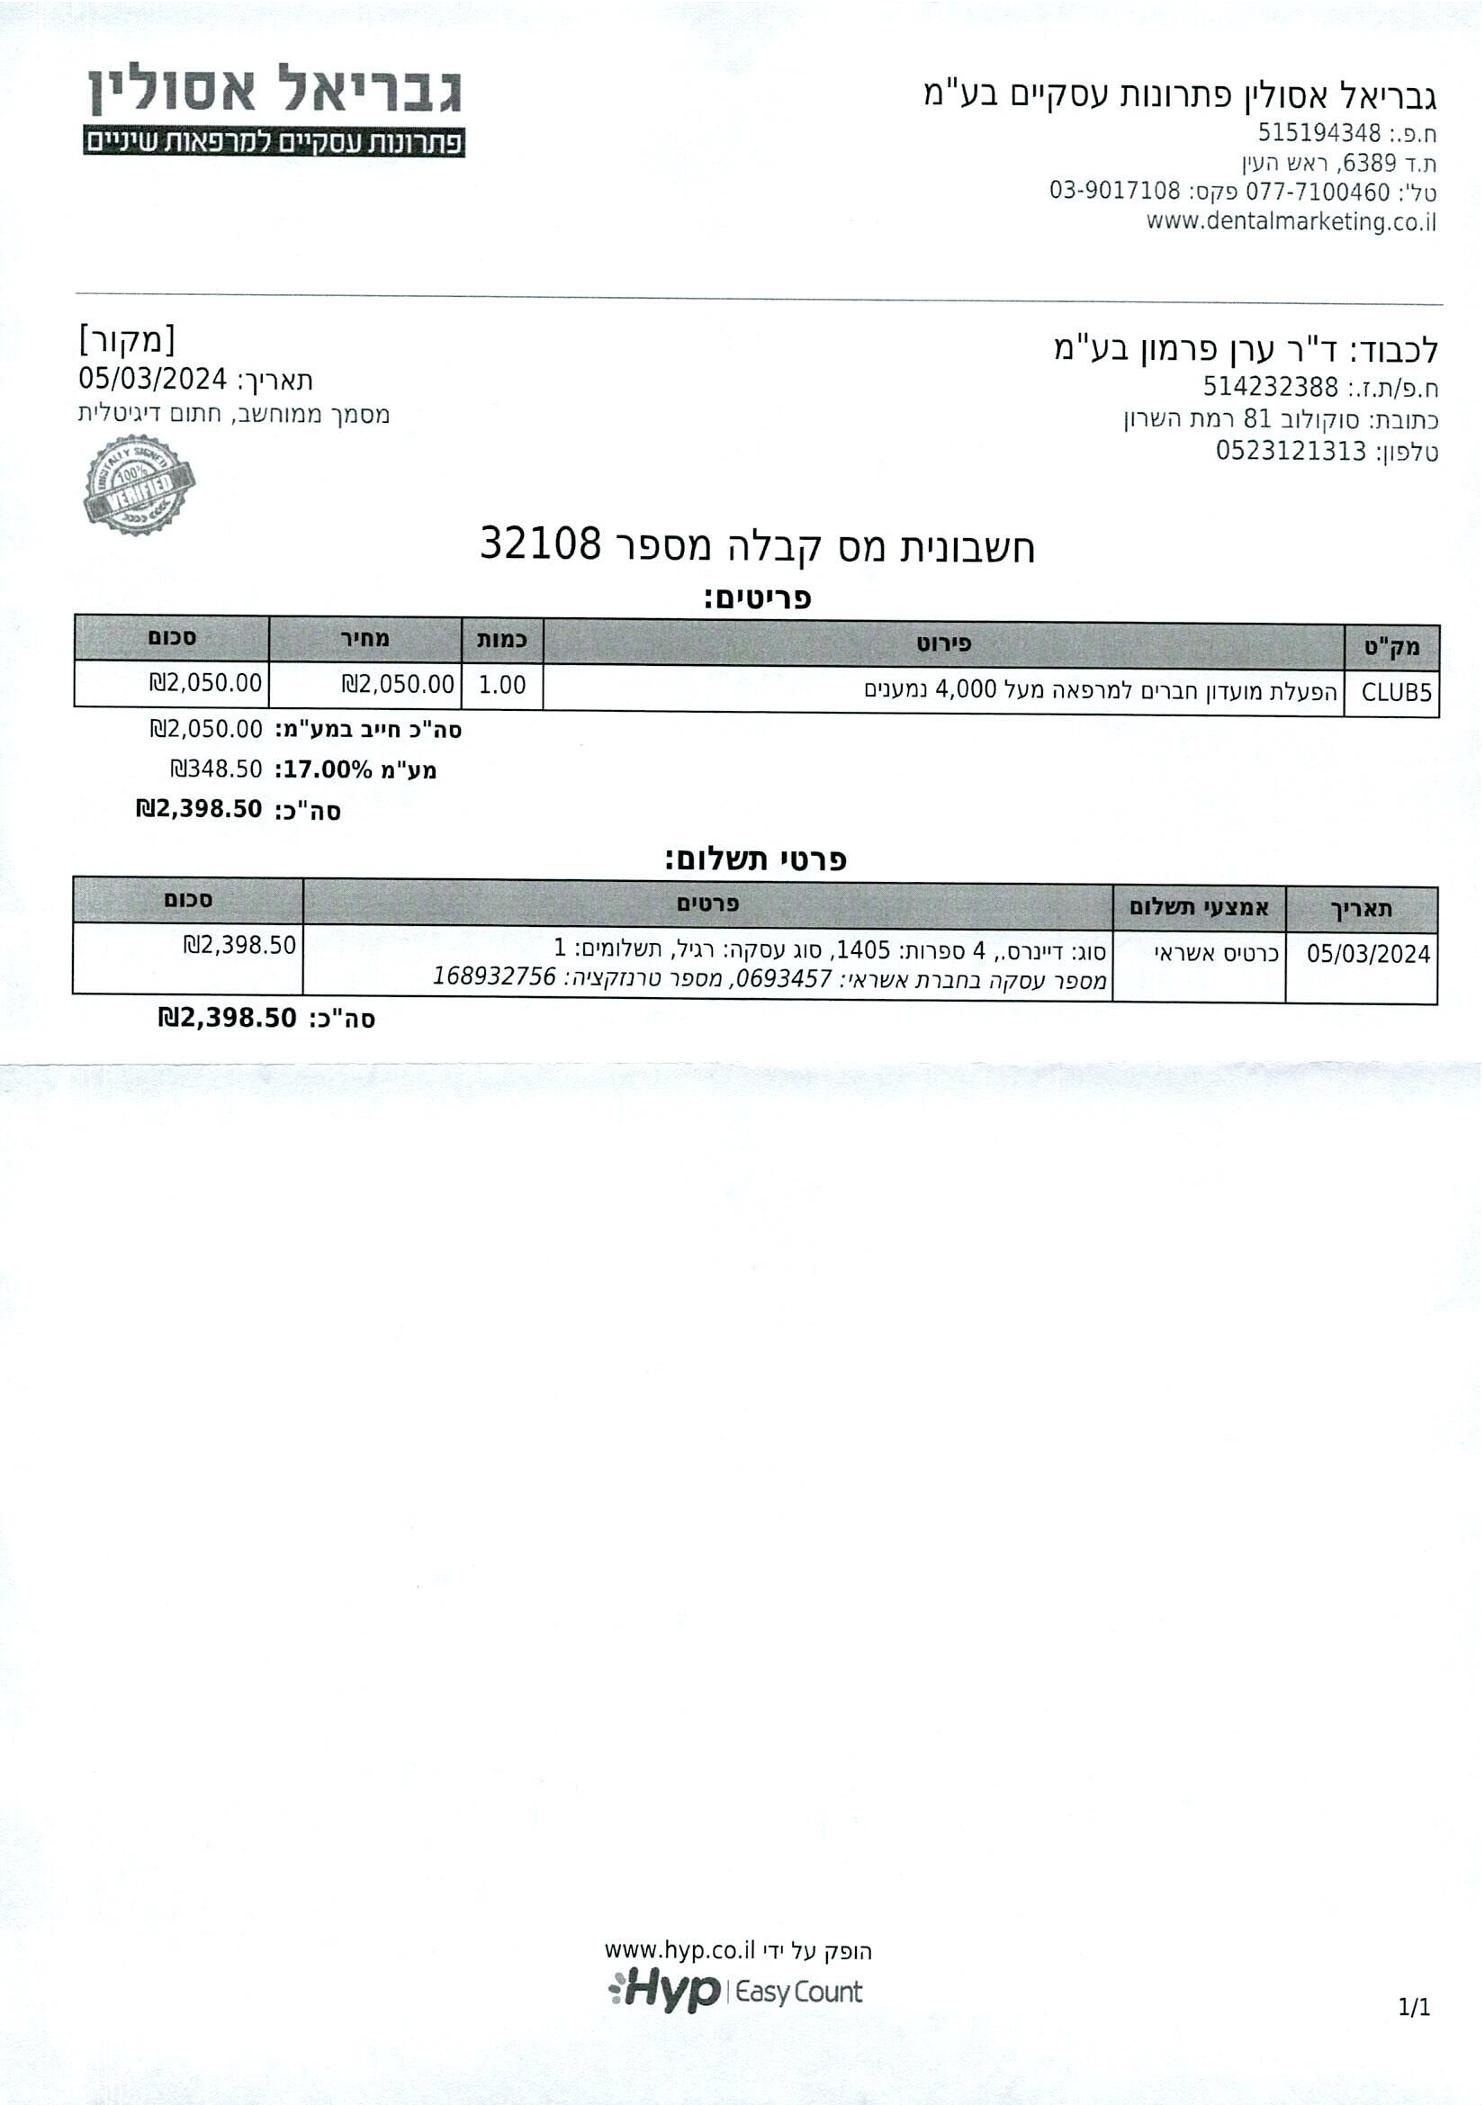 גבריאל אסולין
פתרונות עסקיים למרפאות שיניים
גבריאל אסולין פתרונות עסקיים בע"מ
ח.פ.: 515194348
ת.ד 6389, ראש העין
טל': 077-7100460 פקס: 03-9017108
www.dentalmarketing.co.il
לכבוד: ד"ר ערן פרמון בע"מ
ח.פ/ת.ז.: 514232388
כתובת: סוקולוב 81 רמת השרון
טלפון: 0523121313
[מקור]
תאריך: 05/03/2024
מסמך ממוחשב, חתום דיגיטלית
DIGITALLY SIGNED
100%
VERIFIED
חשבונית מס קבלה מספר 32108
פריטים:
מק"ט פירוט כמות מחיר סכום
CLUB5 הפעלת מועדון חברים למרפאה מעל 4,000 נמענים 1.00 ₪2,050.00 ₪2,050.00
סה"כ חייב במע"מ: ₪2,050.00
מע"מ 17.00%: ₪348.50
סה"כ: ₪2,398.50
פרטי תשלום:
תאריך אמצעי תשלום פרטים סכום
05/03/2024 כרטיס אשראי סוג: דיינרס., 4 ספרות: 1405, סוג עסקה: רגיל, תשלומים: 1 ₪2,398.50
מספר עסקה בחברת אשראי: 0693457, מספר טרנזקציה: 168932756
סה"כ: ₪2,398.50
הופק על ידי www.hyp.co.il
Hyp | EasyCount
1/1